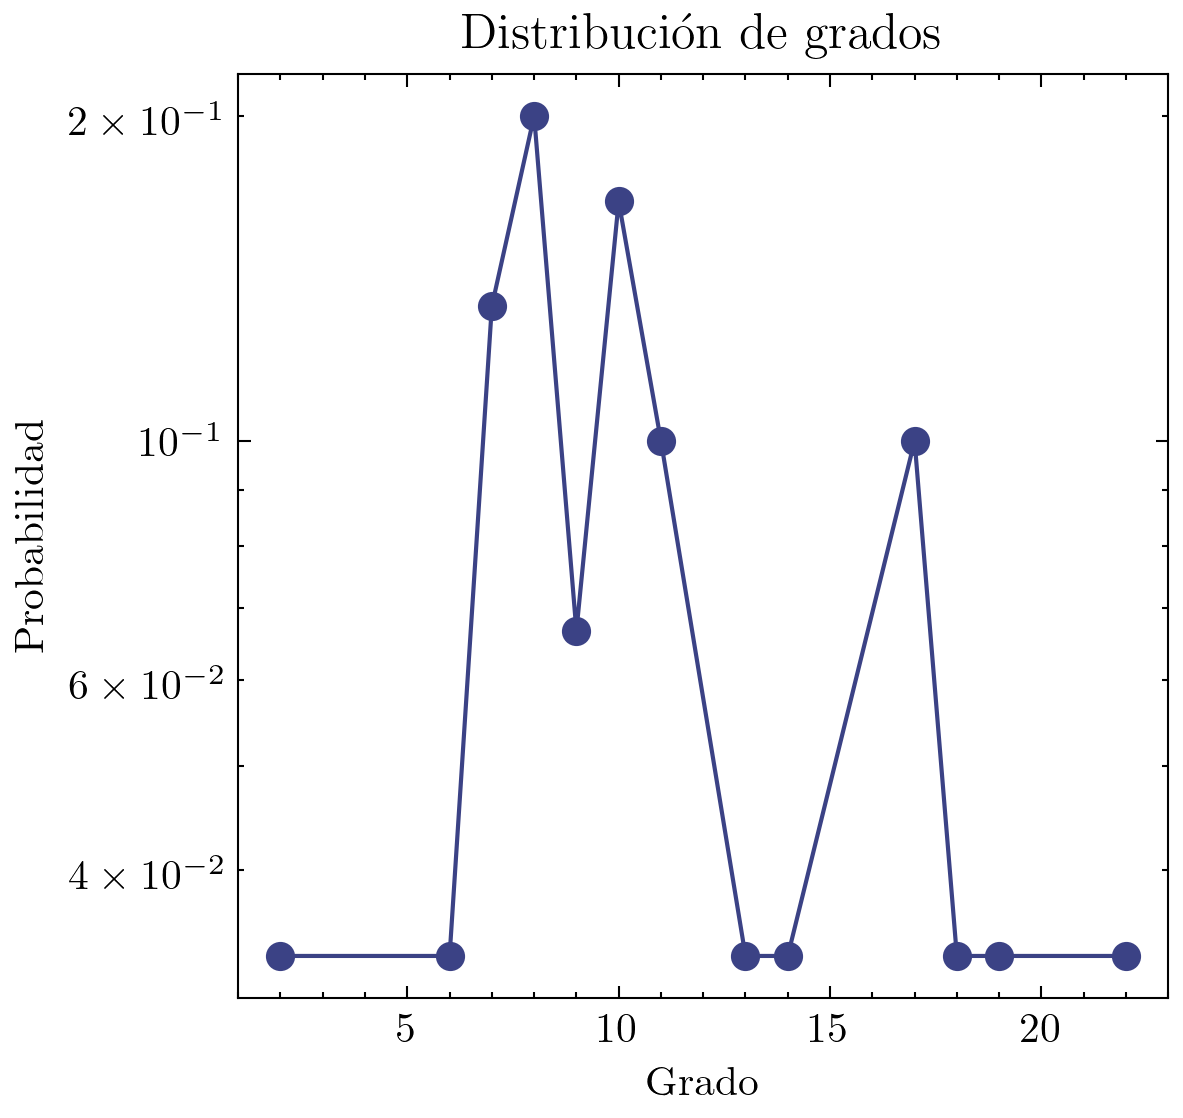 Distribución de grados
2 × 10⁻¹
10⁻¹
6 × 10⁻²
4 × 10⁻²
Probabilidad
5 10 15 20
Grado